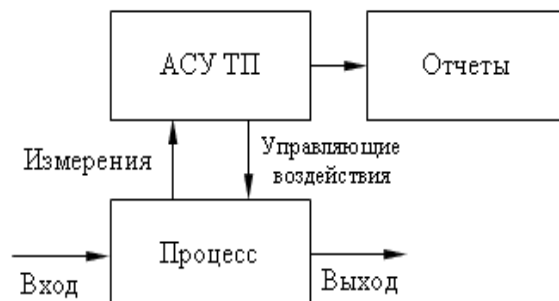 АСУ ТП
Отчеты
Измерения
Управляющие
воздействия
Процесс
Вход
Выход